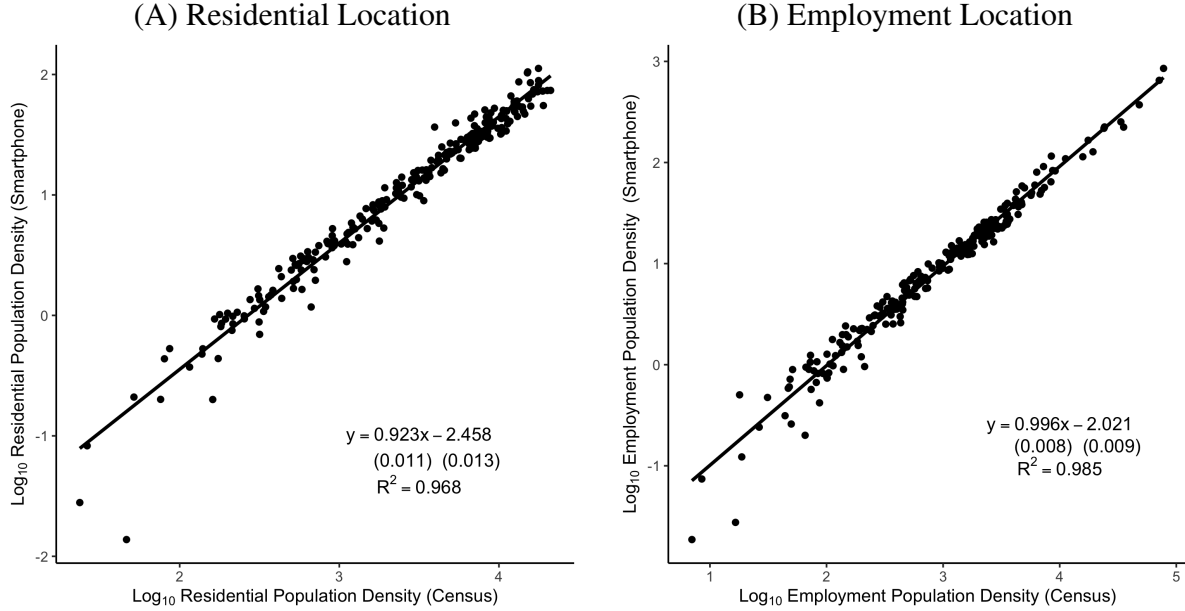 (A) Residential Location
(B) Employment Location
Log10 Residential Population Density (Smartphone)
2
1
0
-1
-2
y = 0.923x – 2.458
(0.011) (0.013)
R2 = 0.968
2
3
4
Log10 Residential Population Density (Census)
Log10 Employment Population Density (Smartphone)
3
2
1
0
-1
y = 0.996x – 2.021
(0.008) (0.009)
R2 = 0.985
1
2
3
4
5
Log10 Employment Population Density (Census)